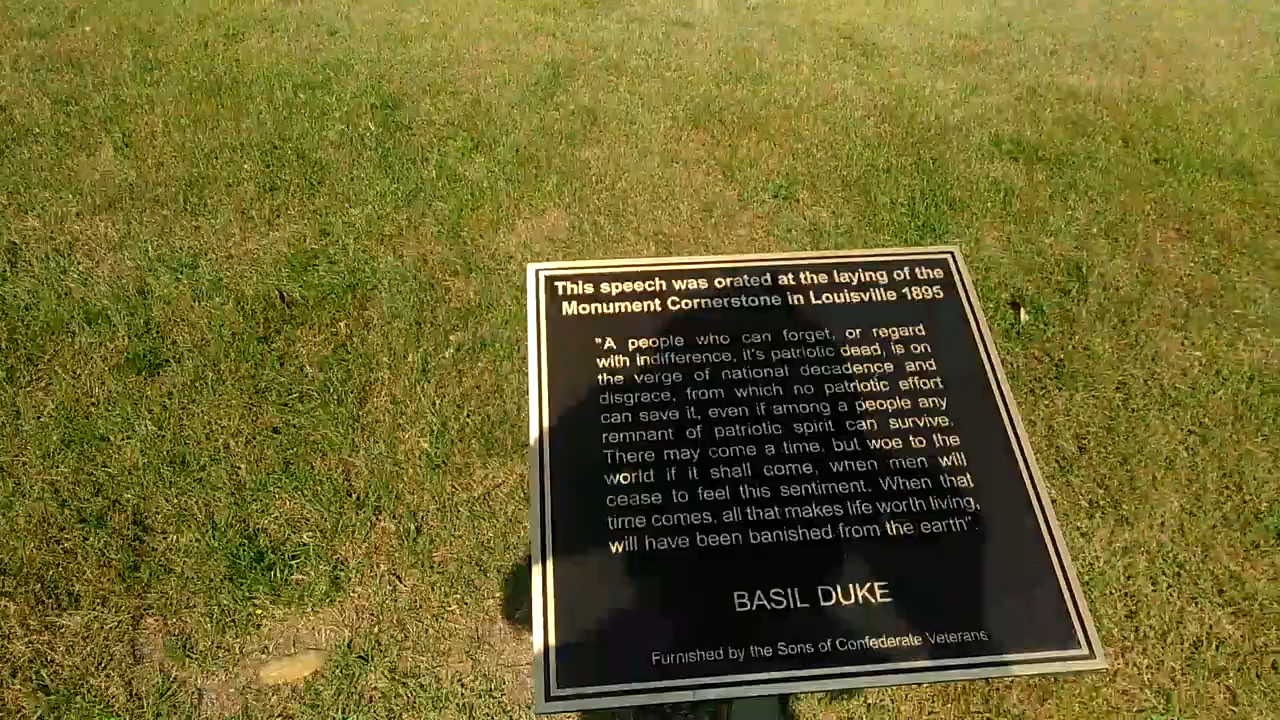 This speech was orated at the laying of the
Monument Cornerstone in Louisville 1895
"A people who can forget, or regard
with indifference, it's patriotic dead, is on
the verge of national decadence and
disgrace, from which no patriotic effort
can save it, even if among a people any
remnant of patriotic spirit can survive.
There may come a time, but woe to the
world if it shall come, when men will
cease to feel this sentiment. When that
time comes, all that makes life worth living,
will have been banished from the earth".
BASIL DUKE
Furnished by the Sons of Confederate Veterans